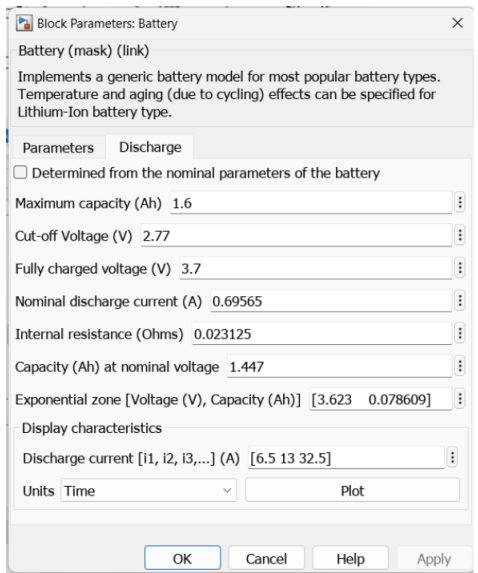 Block Parameters: Battery
Battery (mask) (link)
Implements a generic battery model for most popular battery types.
Temperature and aging (due to cycling) effects can be specified for
Lithium-Ion battery type.
Parameters Discharge
Determined from the nominal parameters of the battery
Maximum capacity (Ah) 1.6
Cut-off Voltage (V) 2.77
Fully charged voltage (V) 3.7
Nominal discharge current (A) 0.69565
Internal resistance (Ohms) 0.023125
Capacity (Ah) at nominal voltage 1.447
Exponential zone [Voltage (V), Capacity (Ah)] [3.623 0.078609]
Display characteristics
Discharge current [i1, i2, i3,...] (A) [6.5 13 32.5]
Units Time Plot
OK Cancel Help Apply